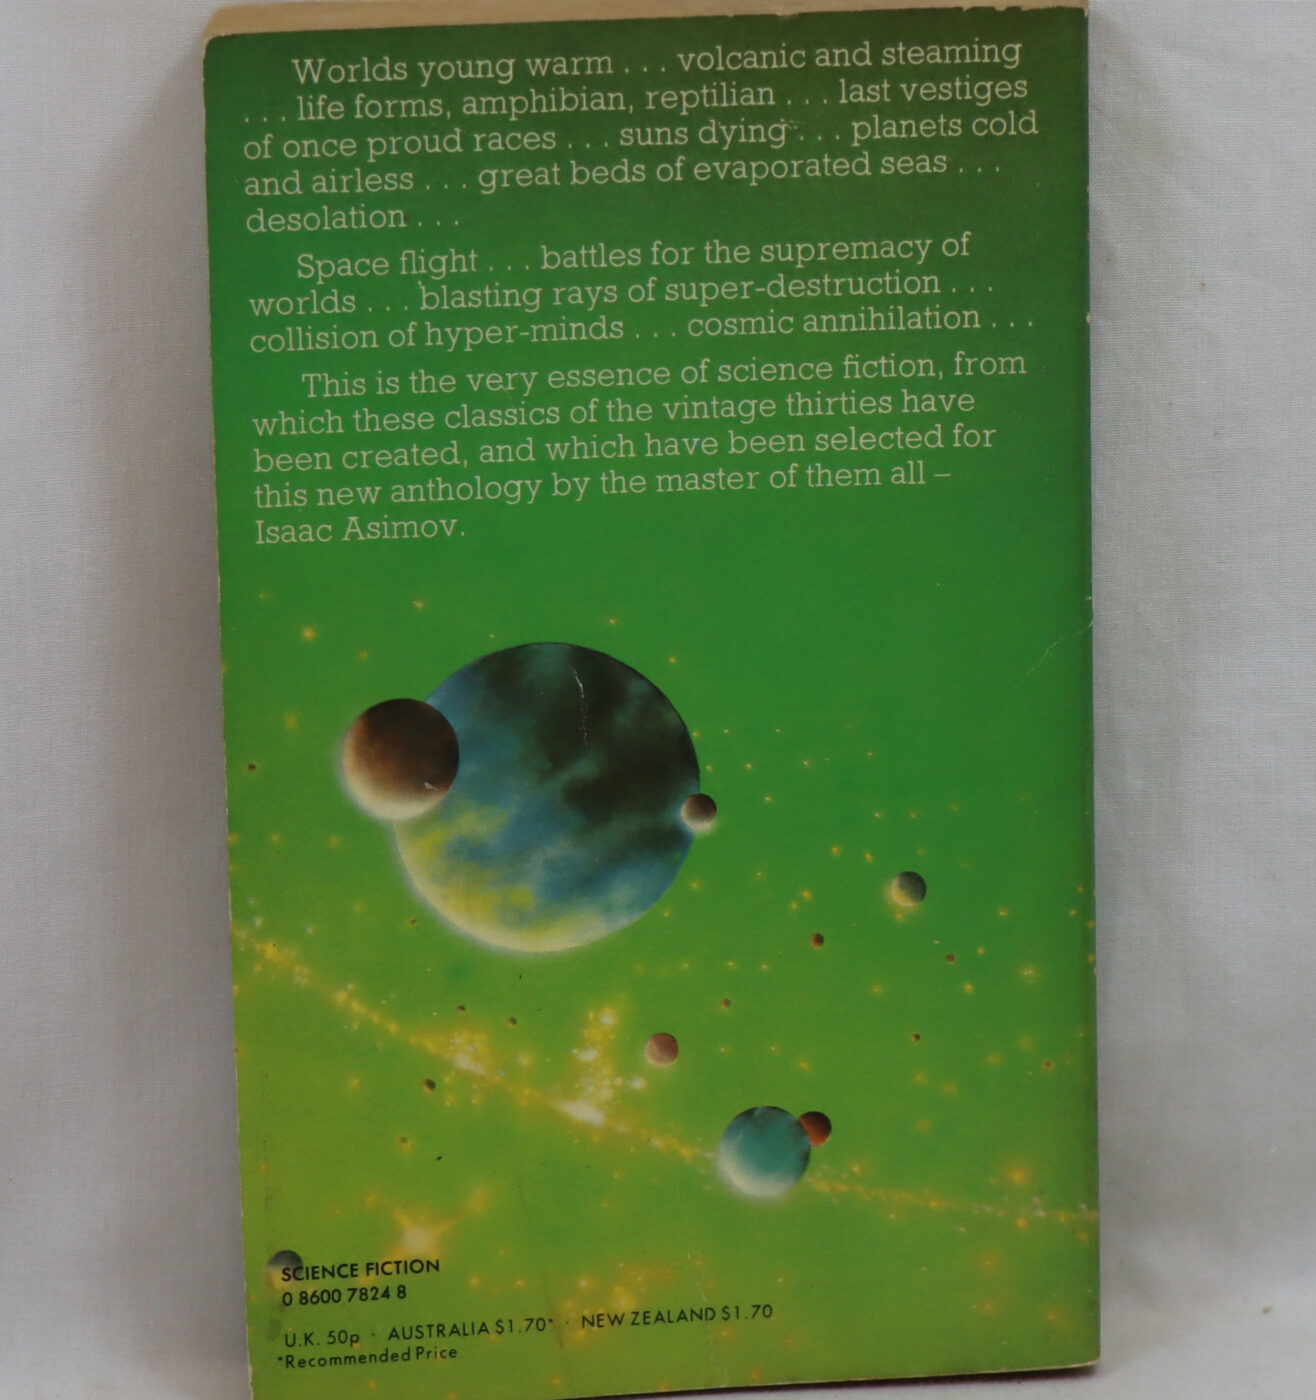 Worlds young warm . . . volcanic and steaming
. . . life forms, amphibian, reptilian . . . last vestiges
of once proud races . . . suns dying . . . planets cold
and airless . . . great beds of evaporated seas . . .
desolation . . .
Space flight . . . battles for the supremacy of
worlds . . . blasting rays of super-destruction . . .
collision of hyper-minds . . . cosmic annihilation . . .
This is the very essence of science fiction, from
which these classics of the vintage thirties have
been created, and which have been selected for
this new anthology by the master of them all –
Isaac Asimov.
SCIENCE FICTION
0 8600 7824 8
U.K. 50p · AUSTRALIA $1.70* · NEW ZEALAND $1.70
*Recommended Price